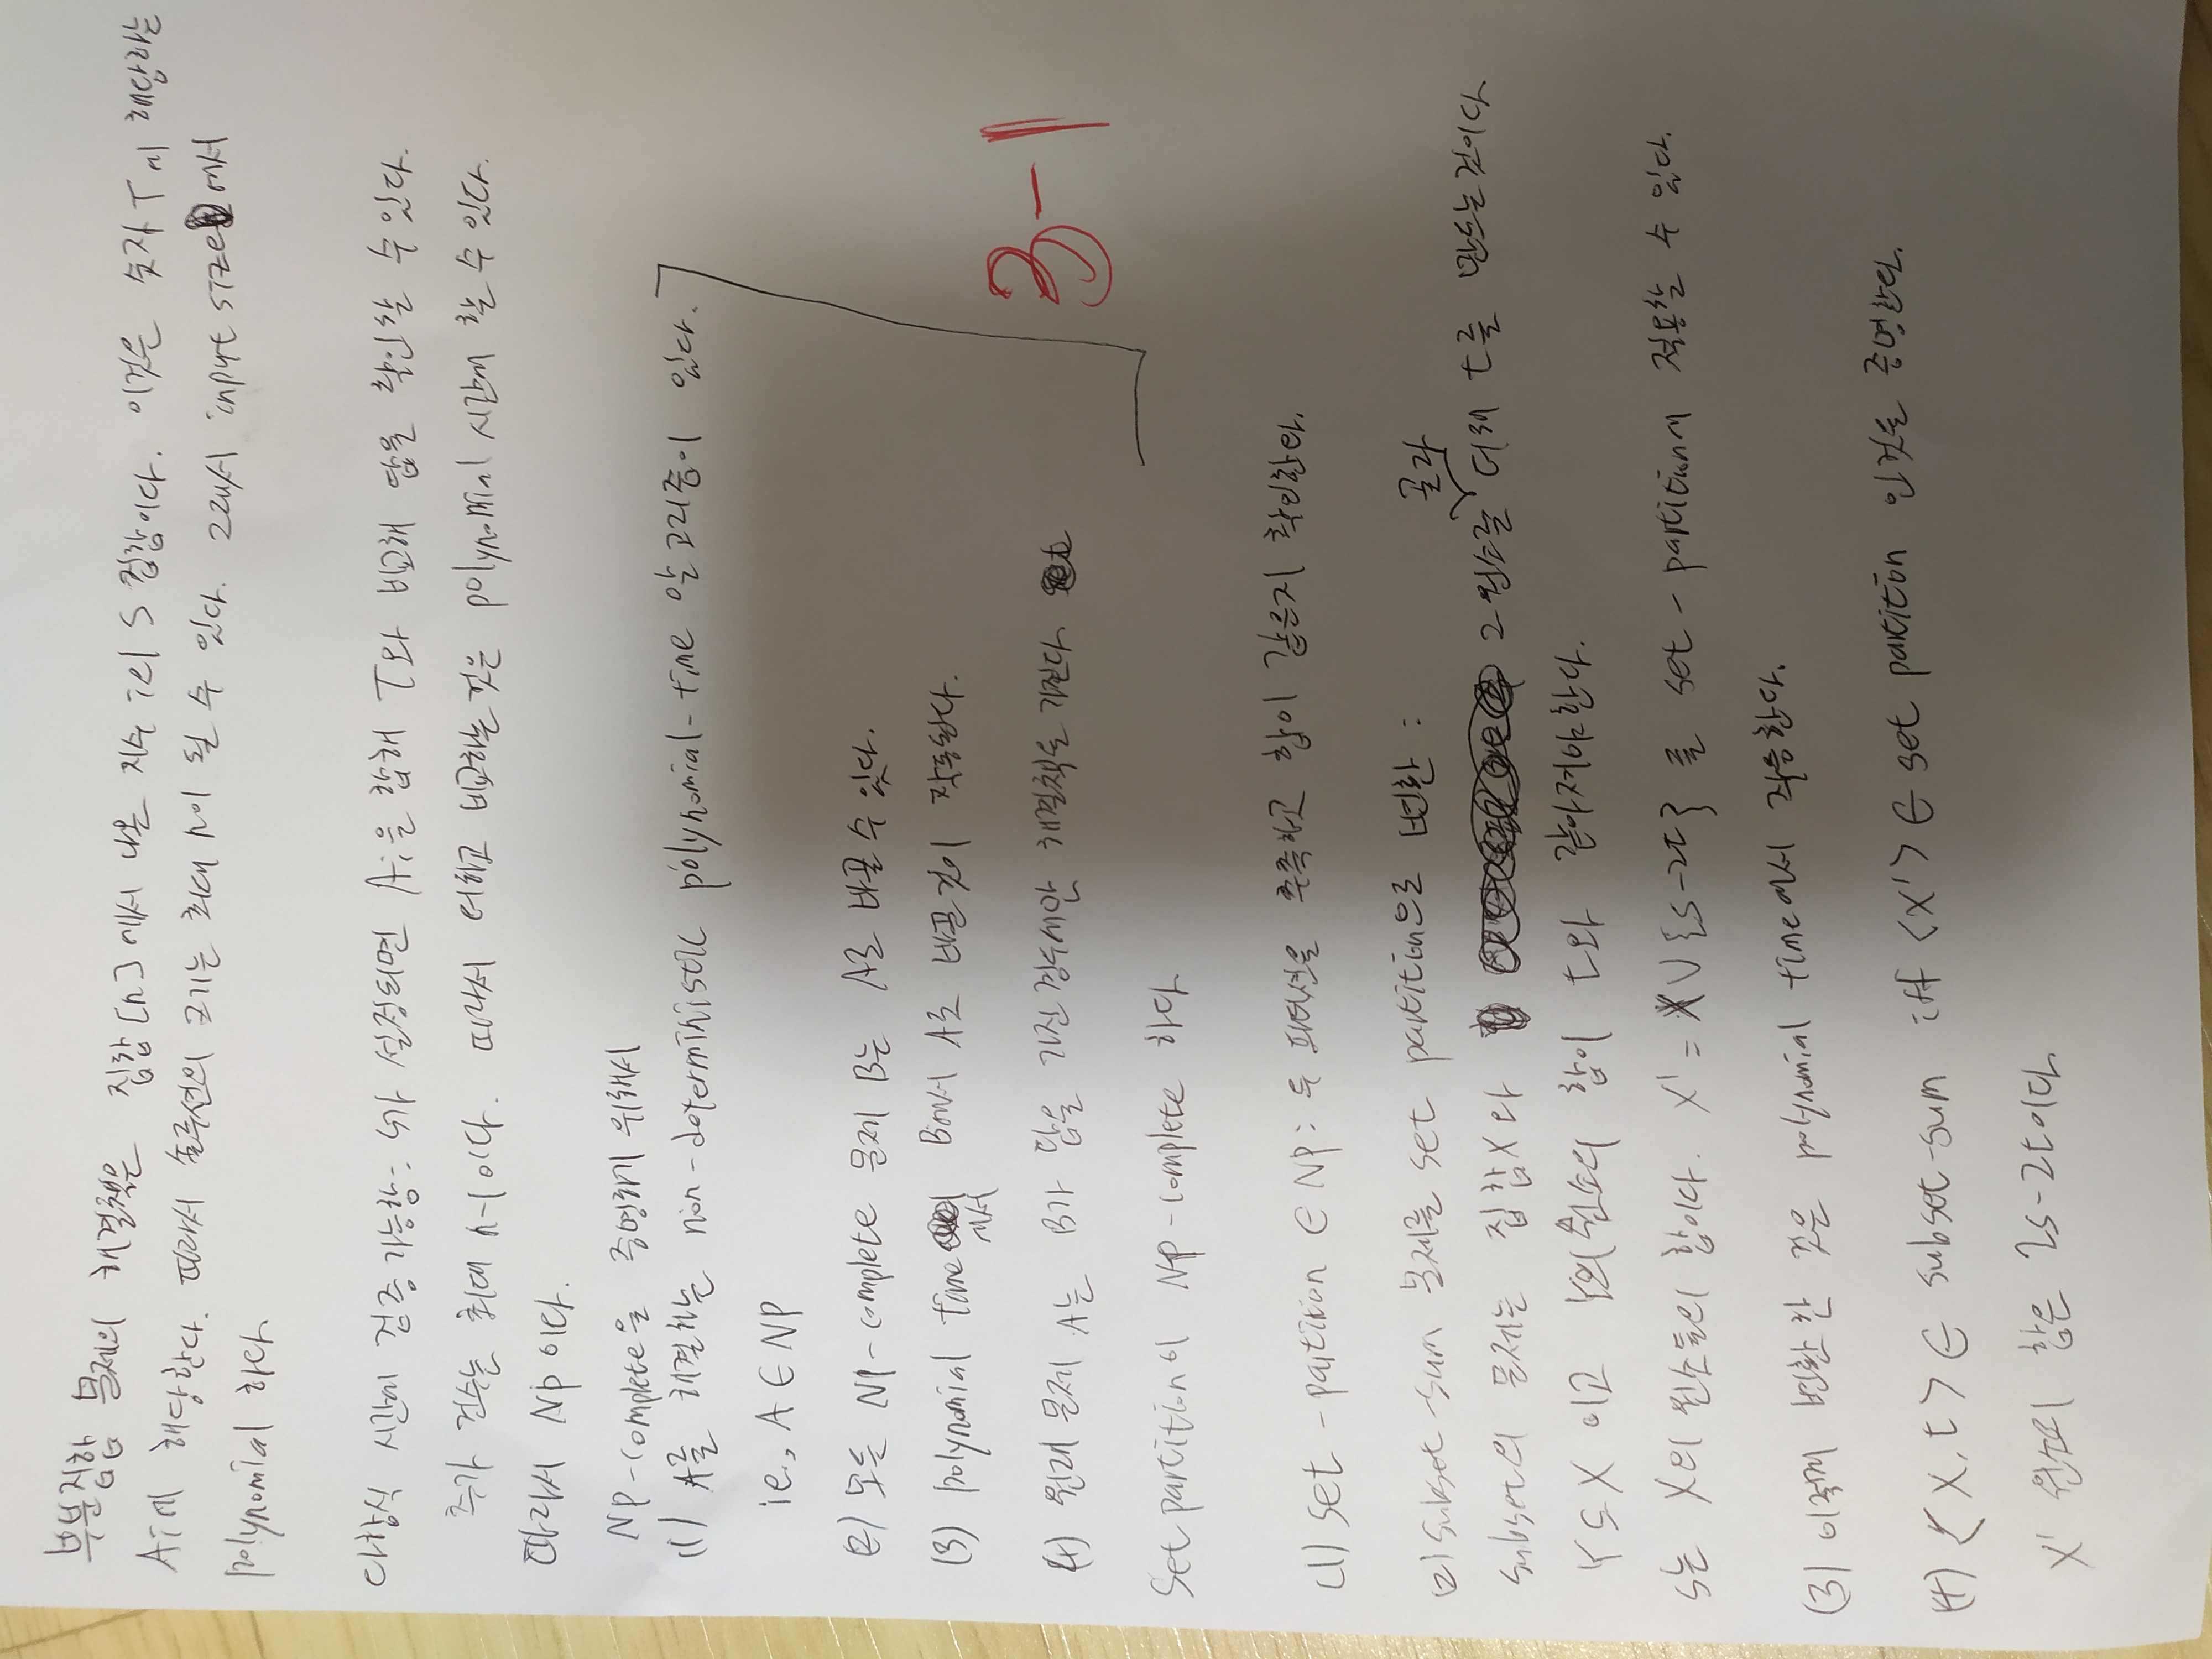 부분집합 문제의 해결책은 집합 [n]에서 나온 지수 i의 S 집합이다. 이것은 숫자 T에 해당하는
Ai에 해당한다. 따라서 솔루션의 크기는 최대 n이 될 수 있다. 그래서 input size에서
polynomial 하다.
다항식 시간에 검증가능함: S가 설정되면 Ai을 합해 T와 비교해 답을 확인할 수 있다.
추가 건수는 최대 n-1이다. 따라서 더하고 비교하는 것은 polynomial 시간에 할 수 있다.
따라서 NP이다.
NP-complete을 증명하기 위해서
(1) A를 해결하는 non-deterministic polynomial-time 알고리즘이 있다.
ie., A ∈ NP
(2) 모든 NP-complete 문제 B는 A로 바꿀 수 있다.
(3) polynomial time에서 B에서 A로 바꾼것이 작동한다.
(4) 원래 문제 A는 B가 답을 가진 경우에만 해결책도 가진다.
3-1
Set partition이 NP-complete 하다.
(1) set-partition ∈ NP: 두 파티션을 추측하고 합이 같은지 확인한다.
(2) subset-sum 문제를 set partition으로 변환:
골라
subset의 문제는 집합 X와 그 원소를 더해 t를 만드는것이다
Y ⊆ X 이고 Y의 원소의 합이 t와 같아져야한다.
s는 X의 원소들의 합이다. X' = X ∪ {s-2t} 를 set-partition에 적용할 수 있다.
(3) 이렇게 변환한 것은 polynomial time에서 작동한다.
(4) <X, t> ∈ subset-sum iff <X'> ∈ set partition 인것을 증명한다.
X' 원소의 합은 2s-2t이다.